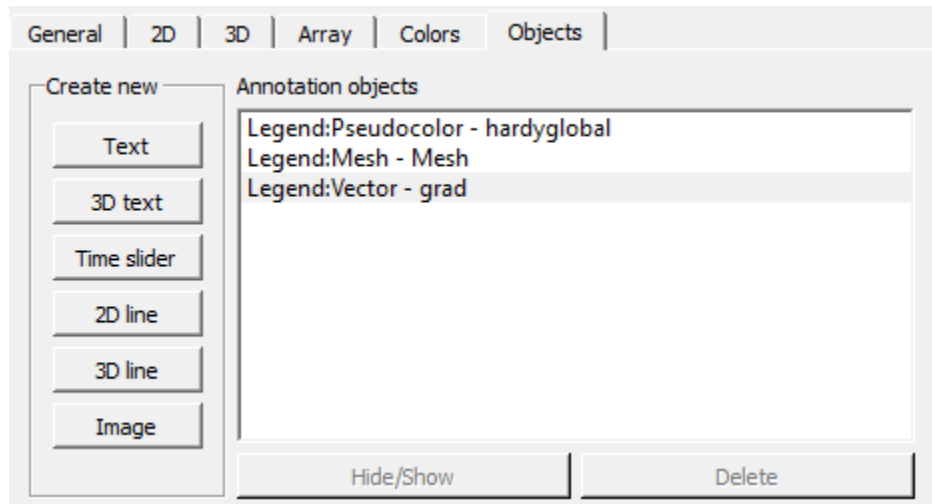 General 2D 3D Array Colors Objects
Create new
Text
3D text
Time slider
2D line
3D line
Image
Annotation objects
Legend:Pseudocolor - hardyglobal
Legend:Mesh - Mesh
Legend:Vector - grad
Hide/Show Delete